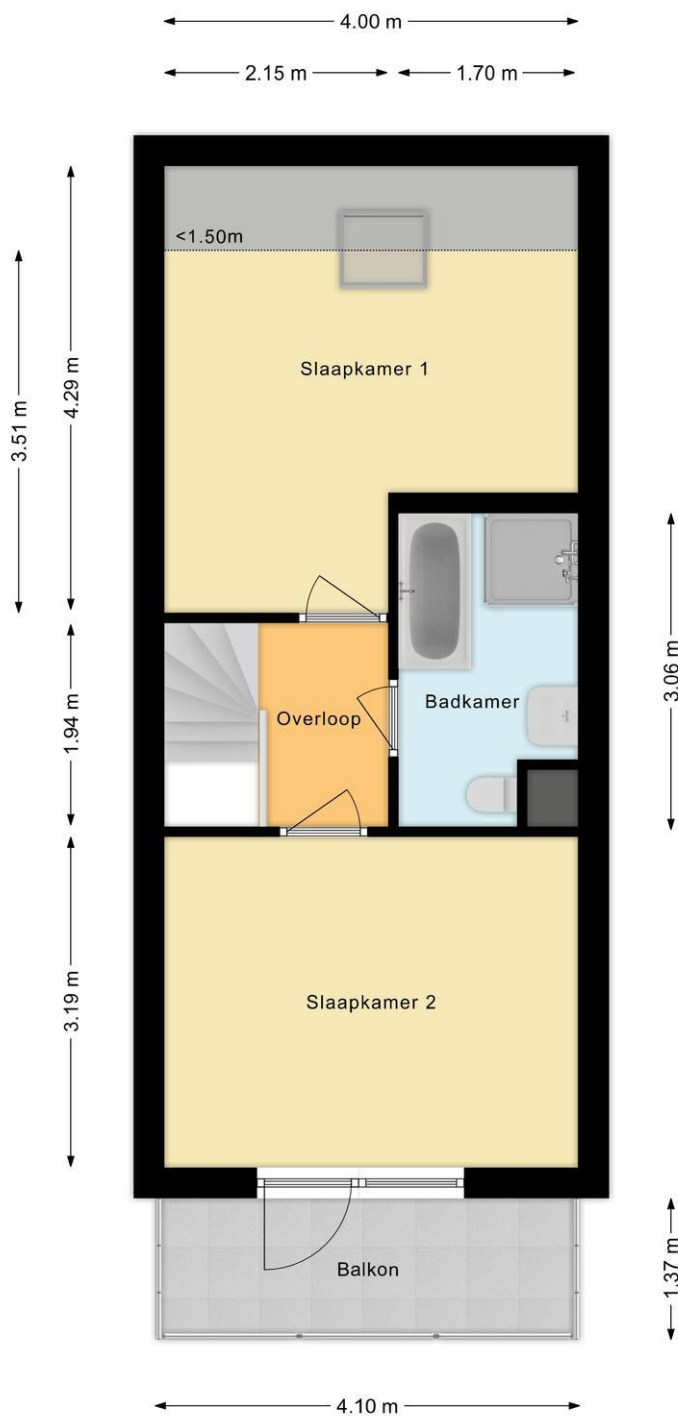 4.00 m
2.15 m
1.70 m
<1.50m
4.29 m
3.51 m
Slaapkamer 1
3.06 m
1.94 m
Overloop
Badkamer
3.19 m
Slaapkamer 2
Balkon
1.37 m
4.10 m